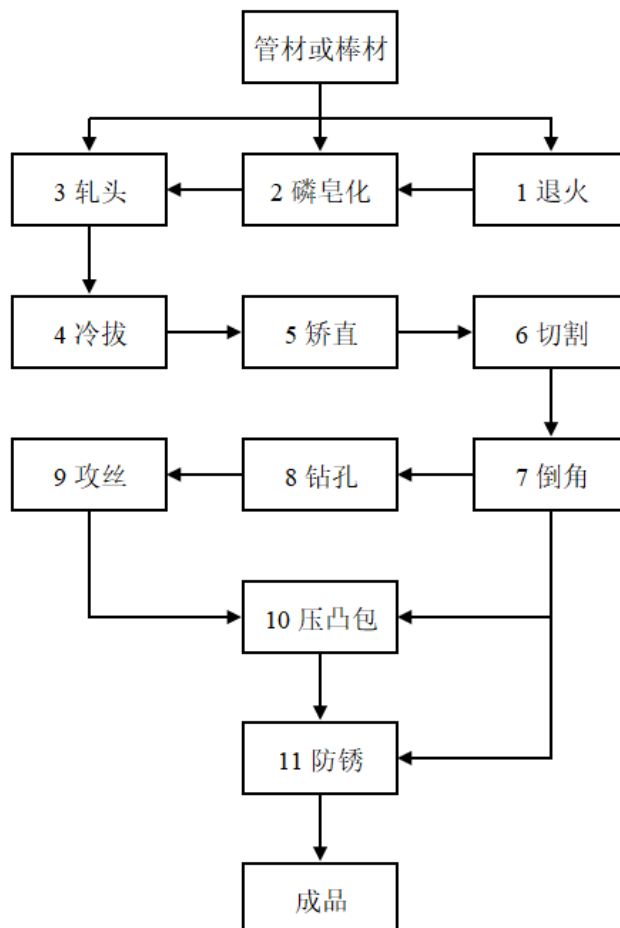 管材或棒材
3 轧头
2 磷皂化
1 退火
4 冷拔
5 矫直
6 切割
9 攻丝
8 钻孔
7 倒角
10 压凸包
11 防锈
成品